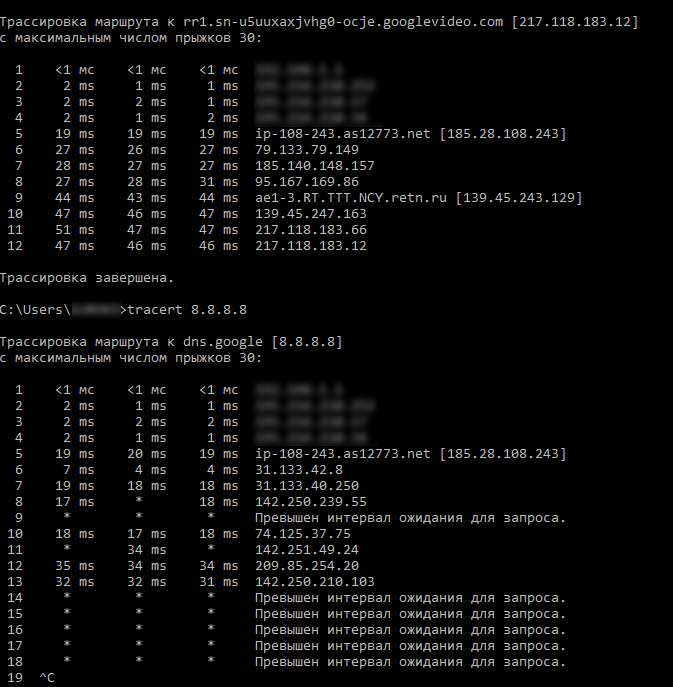 Трассировка маршрута к rr1.sn-u5uuxaxjvhg0-ocje.googlevideo.com [217.118.183.12]
с максимальным числом прыжков 30:
1 <1 мс <1 мс <1 мс
2 2 ms 1 ms 1 ms
3 2 ms 2 ms 1 ms
4 2 ms 1 ms 2 ms
5 19 ms 19 ms 19 ms ip-108-243.as12773.net [185.28.108.243]
6 27 ms 26 ms 27 ms 79.133.79.149
7 28 ms 27 ms 27 ms 185.140.148.157
8 27 ms 28 ms 31 ms 95.167.169.86
9 44 ms 43 ms 44 ms ae1-3.RT.TTT.NCY.retn.ru [139.45.243.129]
10 47 ms 46 ms 47 ms 139.45.247.163
11 51 ms 47 ms 47 ms 217.118.183.66
12 47 ms 46 ms 46 ms 217.118.183.12
Трассировка завершена.
C:\Users\ >tracert 8.8.8.8
Трассировка маршрута к dns.google [8.8.8.8]
с максимальным числом прыжков 30:
1 <1 мс <1 мс <1 мс
2 2 ms 1 ms 1 ms
3 2 ms 2 ms 2 ms
4 2 ms 1 ms 1 ms
5 19 ms 20 ms 19 ms ip-108-243.as12773.net [185.28.108.243]
6 7 ms 4 ms 4 ms 31.133.42.8
7 19 ms 18 ms 18 ms 31.133.40.250
8 17 ms * 18 ms 142.250.239.55
9 * * * Превышен интервал ожидания для запроса.
10 18 ms 17 ms 18 ms 74.125.37.75
11 * 34 ms * 142.251.49.24
12 35 ms 34 ms 34 ms 209.85.254.20
13 32 ms 32 ms 31 ms 142.250.210.103
14 * * * Превышен интервал ожидания для запроса.
15 * * * Превышен интервал ожидания для запроса.
16 * * * Превышен интервал ожидания для запроса.
17 * * * Превышен интервал ожидания для запроса.
18 * * * Превышен интервал ожидания для запроса.
19 ^C